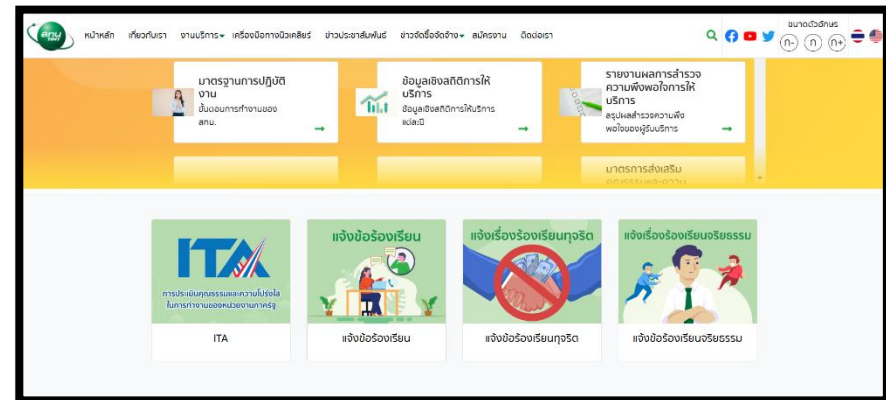 สทน
หน้าหลัก เกี่ยวกับเรา งานบริการ เครื่องมือทางนิวเคลียร์ ข่าวประชาสัมพันธ์ ข่าวจัดซื้อจัดจ้าง สมัครงาน ติดต่อเรา
ขนาดตัวอักษร
ก- ก ก+
มาตรฐานการปฏิบัติ
งาน
ขั้นตอนการทำงานของ
สทน.
ข้อมูลเชิงสถิติการให้
บริการ
ข้อมูลเชิงสถิติการให้บริการ
แต่ละปี
รายงานผลการสำรวจ
ความพึงพอใจการให้
บริการ
สรุปผลสำรวจความพึง
พอใจของผู้รับบริการ
มาตรการส่งเสริม
คุณธรรมและความ
ITA
การประเมินคุณธรรมและความโปร่งใส
ในการทำงานของหน่วยงานภาครัฐ
ITA
แจ้งข้อร้องเรียน
แจ้งข้อร้องเรียน
แจ้งเรื่องร้องเรียนทุจริต
แจ้งข้อร้องเรียนทุจริต
แจ้งเรื่องร้องเรียนจริยธรรม
แจ้งข้อร้องเรียนจริยธรรม